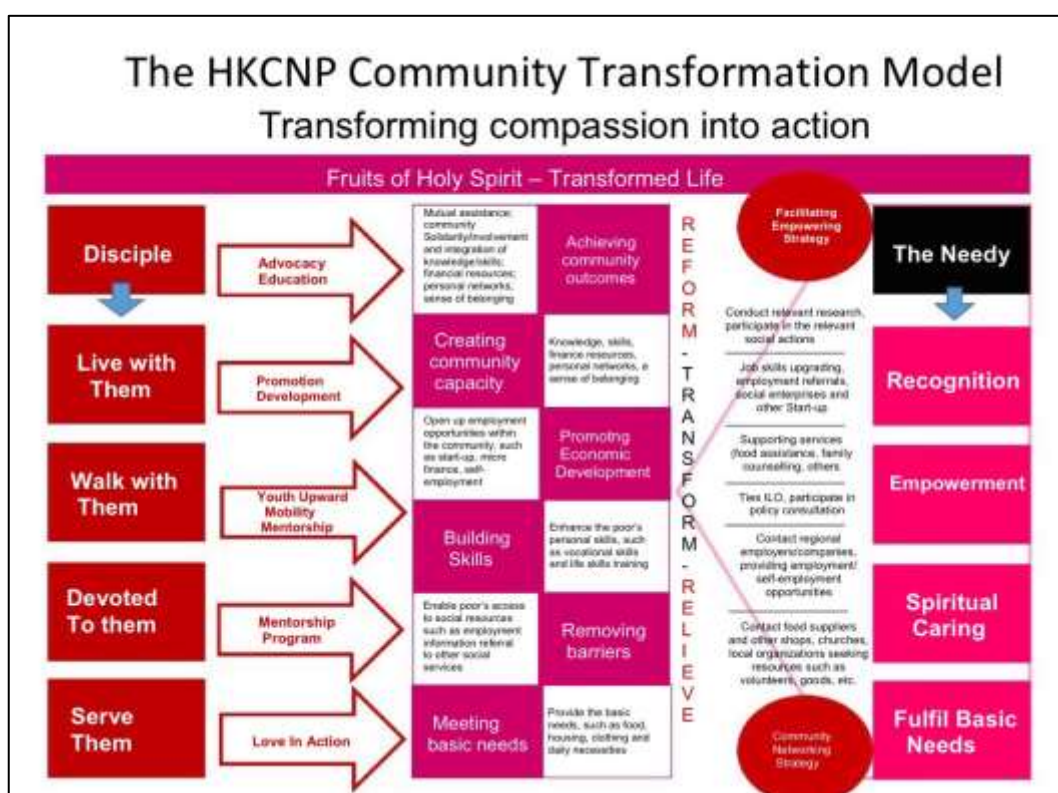 The HKCNP Community Transformation Model
Transforming compassion into action
Fruits of Holy Spirit – Transformed Life
Disciple
Live with
Them
Walk with
Them
Devoted
To them
Serve
Them
Advocacy
Education
Promotion
Development
Youth Upward
Mobility
Mentorship
Mentorship
Program
Love In Action
Mutual assistance;
community
Solidarity/involvement
and integration of
knowledge/skills;
financial resources;
personal networks,
sense of belonging
Achieving
community
outcomes
Creating
community
capacity
Knowledge, skills,
finance resources,
personal networks, a
sense of belonging
Open up employment
opportunities within
the community, such
as start-up, micro
finance, self-
employment
Promotng
Economic
Development
Building
Skills
Enhance the poor's
personal skills, such
as vocational skills
and life skills training
Enable poor's access
to social resources
such as employment
information referral
to other social
services
Removing
barriers
Meeting
basic needs
Provide the basic
needs, such as food,
housing, clothing and
daily necessities
REFORM-TRANSFORM-RELIEVE
Facilitating
Empowering
Strategy
Conduct relevant research,
participate in the relevant
social actions
Job skills upgrading,
employment referrals,
social enterprises and
other Start-up
Supporting services
(food assistance, family
counselling, others
Ties ILO, participate in
policy consultation
Contact regional
employers/companies,
providing employment/
self-employment
opportunities
Contact food suppliers
and other shops, churches,
local organizations seeking
resources such as
volunteers, goods, etc.
Community
Networking
Strategy
The Needy
Recognition
Empowerment
Spiritual
Caring
Fulfil Basic
Needs